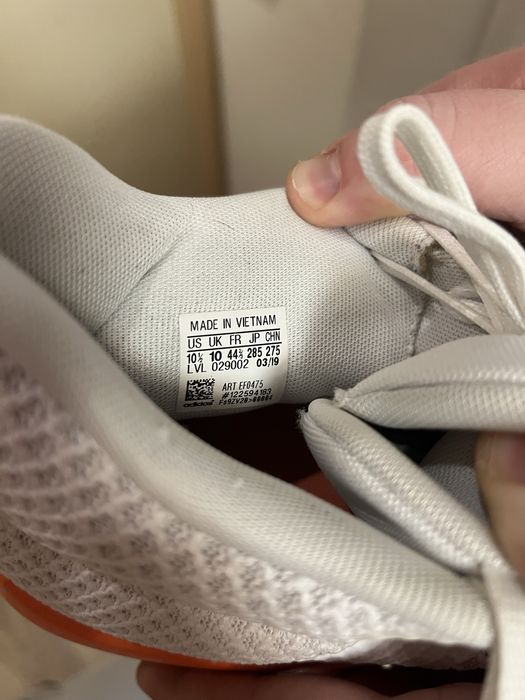 MADE IN VIETNAM
US UK FR JP CHN
10½ 10 44⅔ 285 275
LVL 029002 03/19
ART EF0475
#122594183
adidas